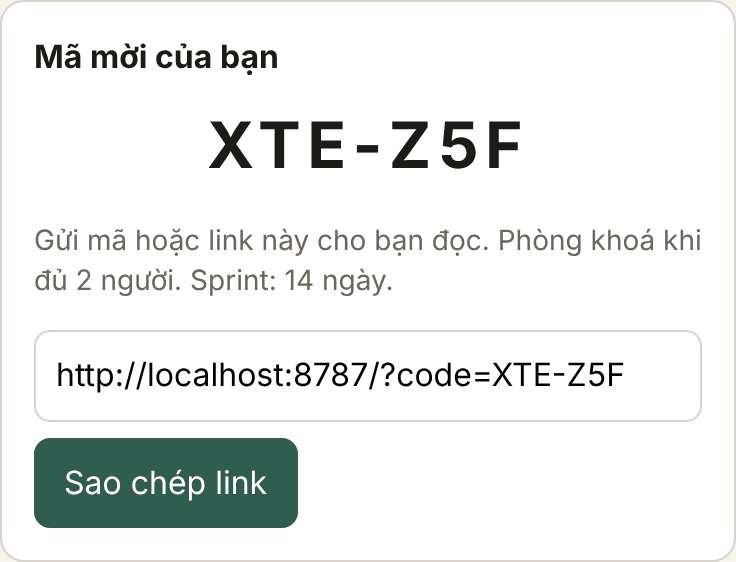 Mã mời của bạn
XTE-Z5F
Gửi mã hoặc link này cho bạn đọc. Phòng khoá khi
đủ 2 người. Sprint: 14 ngày.
http://localhost:8787/?code=XTE-Z5F
Sao chép link